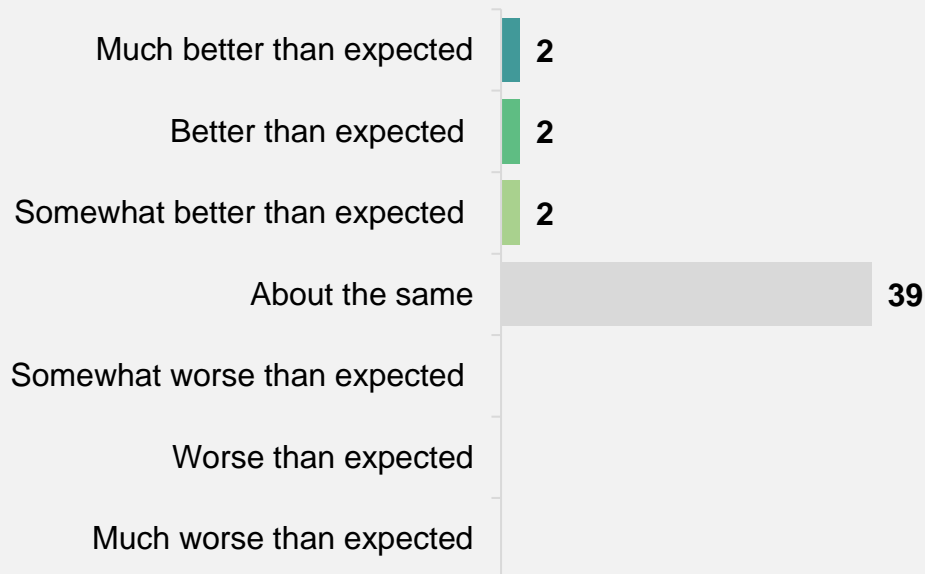 Much better than expected 2
Better than expected 2
Somewhat better than expected 2
About the same 39
Somewhat worse than expected
Worse than expected
Much worse than expected